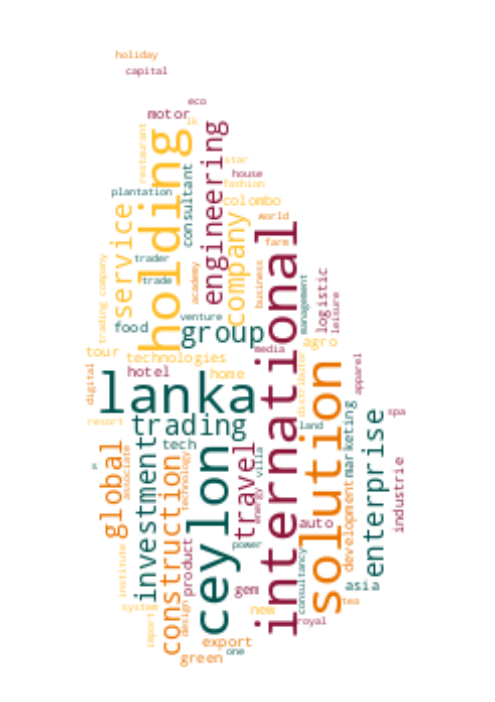 holiday
capital
eco
motor
lk
restaurant
holding
engineering
star
house
fashion
consultant
plantation
colombo
service
company
world
farm
international
trader
trade
trading company
academy
business
management
logistic
leisure
venture
food
group
agro
media
tour
technologies
hotel
home
digital
distributor
solution
apparel
lanka
resort
trading
land
marketing
enterprise
spa
industrie
global
associate
investment
tech
technology
construction
ceylon
travel
villa
energy
s
auto
development
power
institute
product
gem
consultancy
asia
tea
system
import
design
new
royal
export
one
green